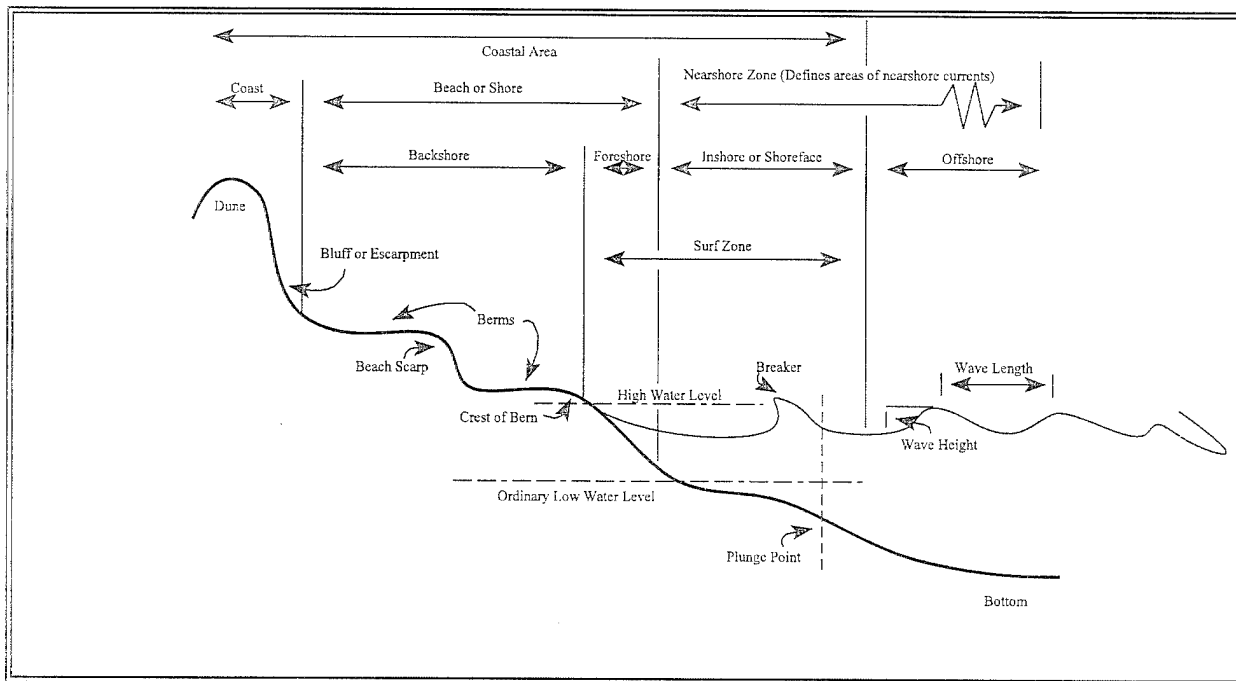 Coastal Area
Nearshore Zone (Defines areas of nearshore currents)
Coast
Beach or Shore
Backshore
Foreshore
Inshore or Shoreface
Offshore
Dune
Surf Zone
Bluff or Escarpment
Berms
Beach Scarp
Breaker
Wave Length
High Water Level
Crest of Bern
Wave Height
Ordinary Low Water Level
Plunge Point
Bottom